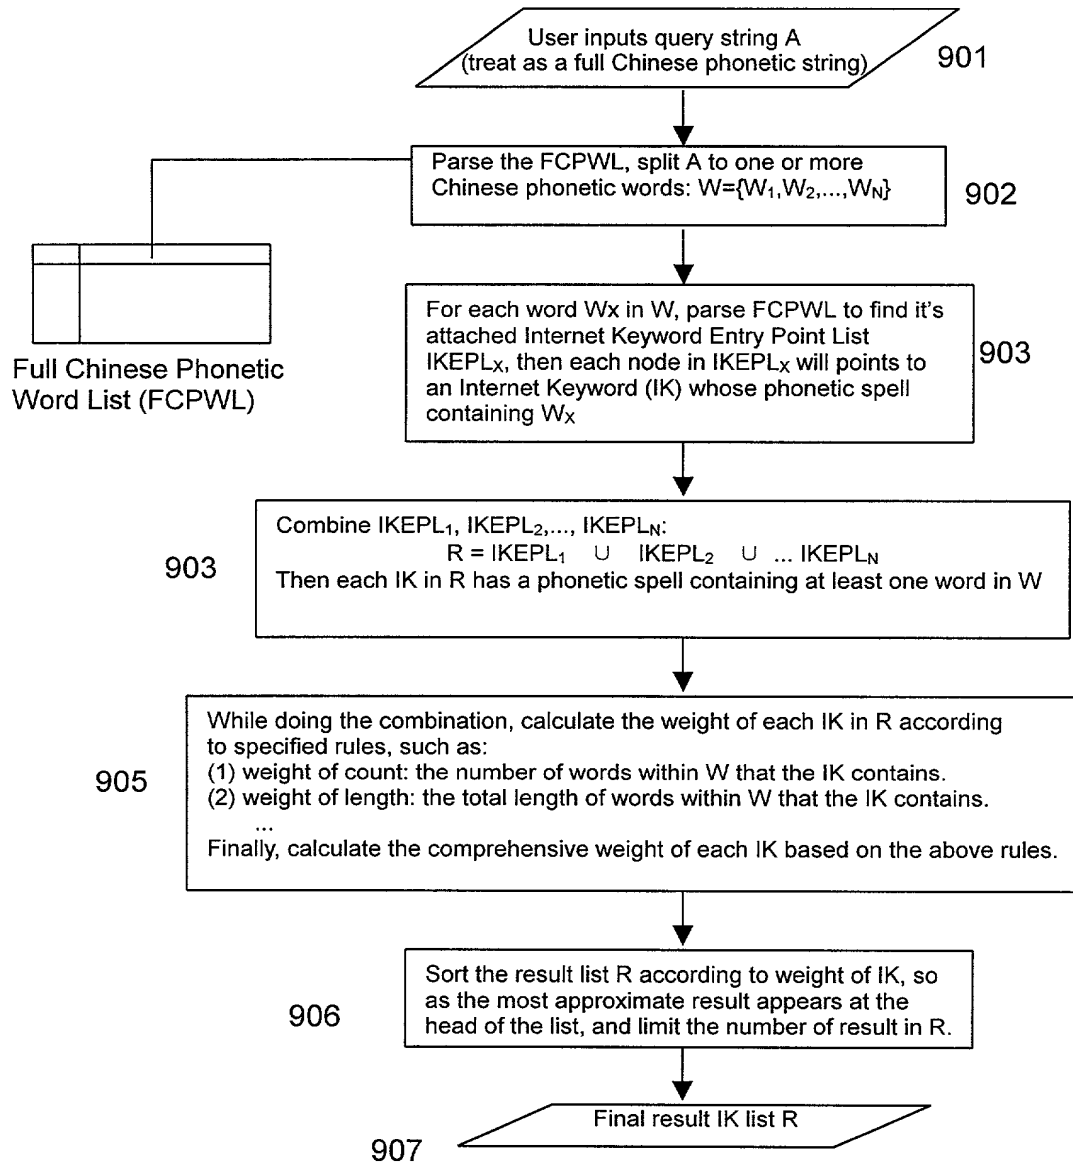 User inputs query string A
(treat as a full Chinese phonetic string)
901
Parse the FCPWL, split A to one or more
Chinese phonetic words: W={W₁,W₂,...,W_N}
902
Full Chinese Phonetic
Word List (FCPWL)
For each word Wx in W, parse FCPWL to find it's
attached Internet Keyword Entry Point List
IKEPL_X, then each node in IKEPL_X will points to
an Internet Keyword (IK) whose phonetic spell
containing W_X
903
Combine IKEPL₁, IKEPL₂,..., IKEPL_N:
R = IKEPL₁ ∪ IKEPL₂ ∪ ... IKEPL_N
Then each IK in R has a phonetic spell containing at least one word in W
903
While doing the combination, calculate the weight of each IK in R according
to specified rules, such as:
(1) weight of count: the number of words within W that the IK contains.
(2) weight of length: the total length of words within W that the IK contains.
...
Finally, calculate the comprehensive weight of each IK based on the above rules.
905
Sort the result list R according to weight of IK, so
as the most approximate result appears at the
head of the list, and limit the number of result in R.
906
Final result IK list R
907